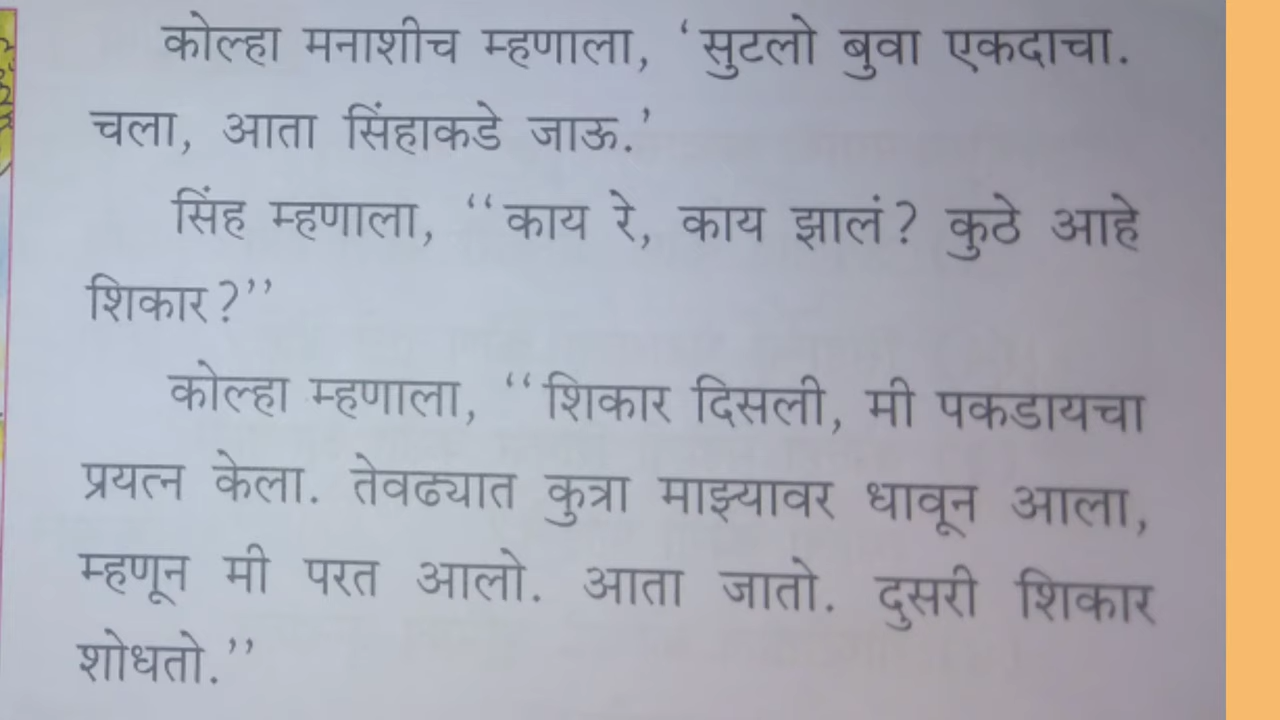 कोल्हा मनाशीच म्हणाला, ‘सुटलो बुवा एकदाचा.
चला, आता सिंहाकडे जाऊ.’
सिंह म्हणाला, ‘‘काय रे, काय झालं? कुठे आहे
शिकार?’’
कोल्हा म्हणाला, ‘‘शिकार दिसली, मी पकडायचा
प्रयत्न केला. तेवढ्यात कुत्रा माझ्यावर धावून आला,
म्हणून मी परत आलो. आता जातो. दुसरी शिकार
शोधतो.’’